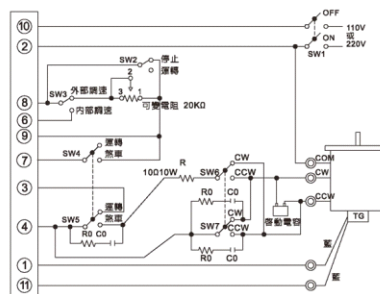 ⑩
OFF
110V
或
220V
②
ON
SW1
SW2
停止
運轉
SW3
外部調速
2
3
1
⑧
可變電阻 20KΩ
⑥
內部調速
⑨
運轉
⑦
SW4
煞車
COM
R
SW6
CW
10Ω10W
CCW
CW
③
運轉
R0
C0
CW
CCW
SW5
煞車
④
SW7
CCW
啟動電容
R0
C0
R0
C0
TG
①
藍
⑪
藍